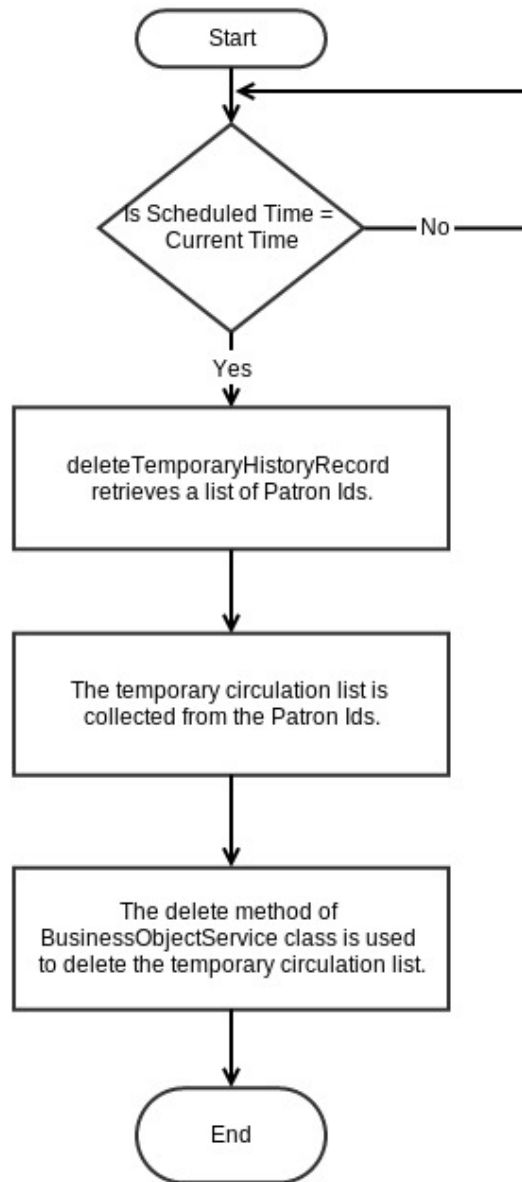 Start
Is Scheduled Time =
Current Time
No
Yes
deleteTemporaryHistoryRecord
retrieves a list of Patron Ids.
The temporary circulation list is
collected from the Patron Ids.
The delete method of
BusinessObjectService class is used
to delete the temporary circulation list.
End